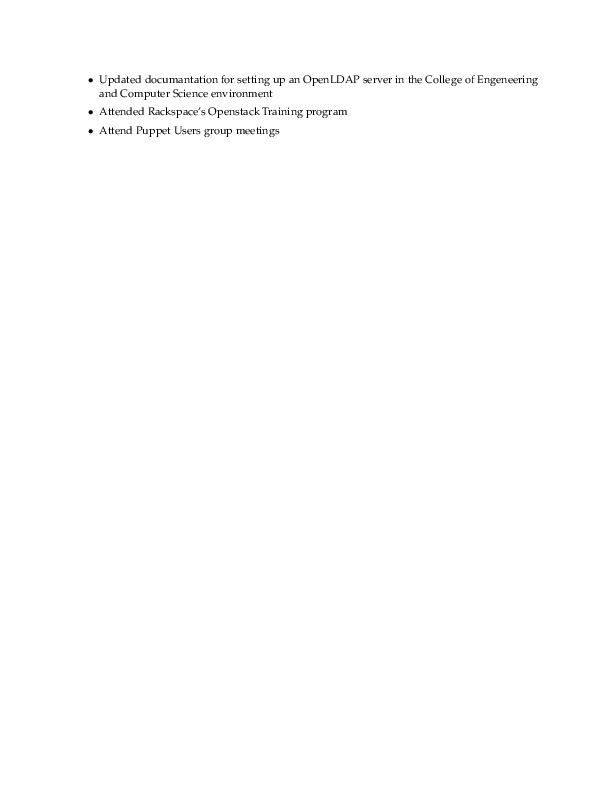 • Updated documantation for setting up an OpenLDAP server in the College of Engeneering
and Computer Science environment
• Attended Rackspace's Openstack Training program
• Attend Puppet Users group meetings